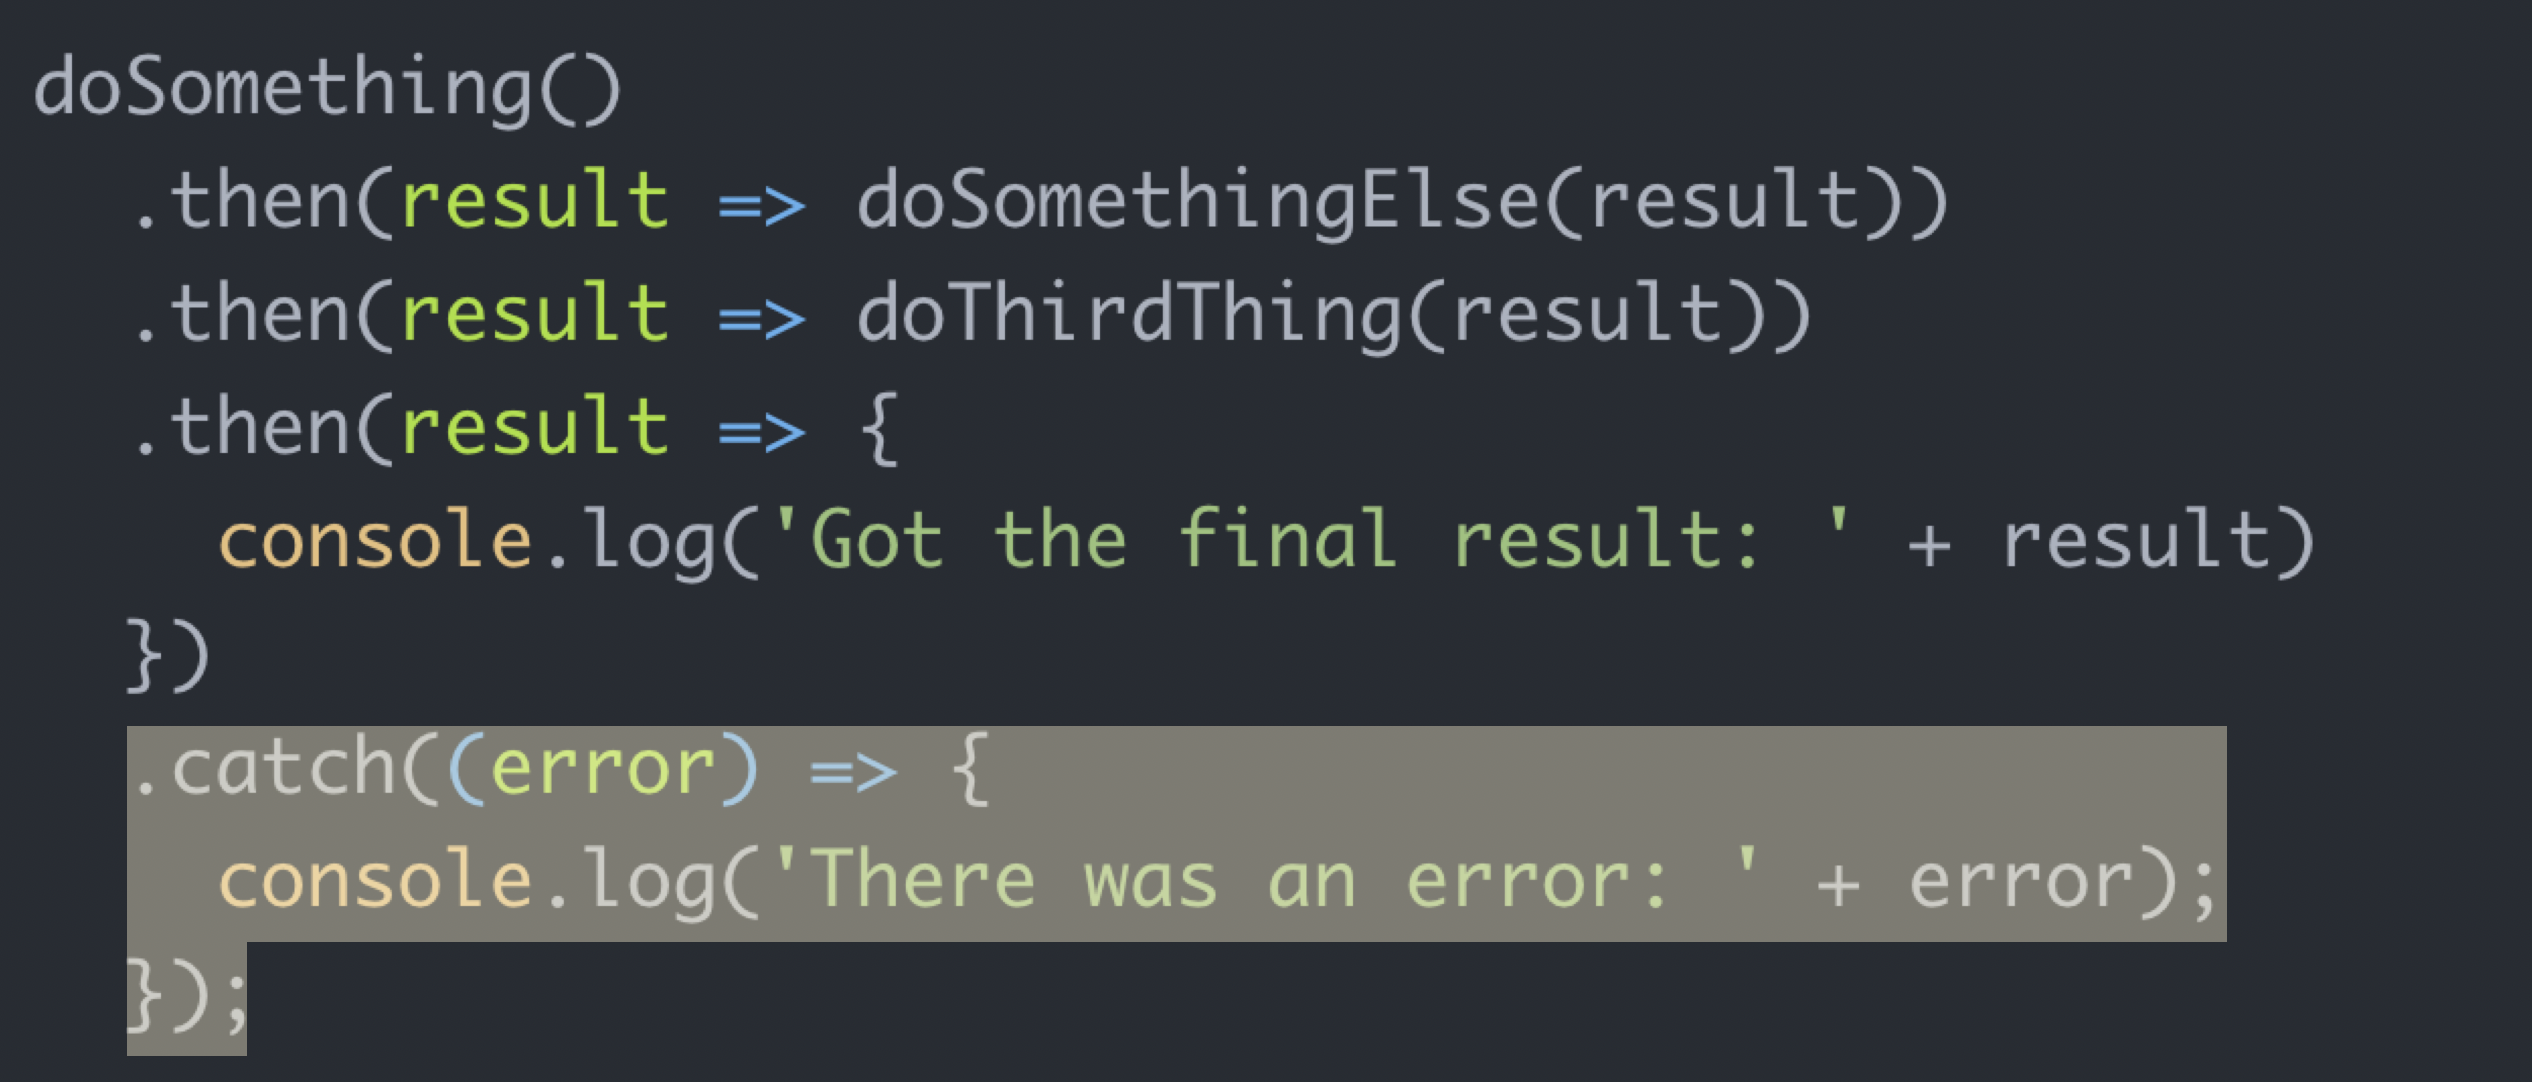 doSomething()
  .then(result => doSomethingElse(result))
  .then(result => doThirdThing(result))
  .then(result => {
    console.log('Got the final result: ' + result)
  })
  .catch((error) => {
    console.log('There was an error: ' + error);
  });